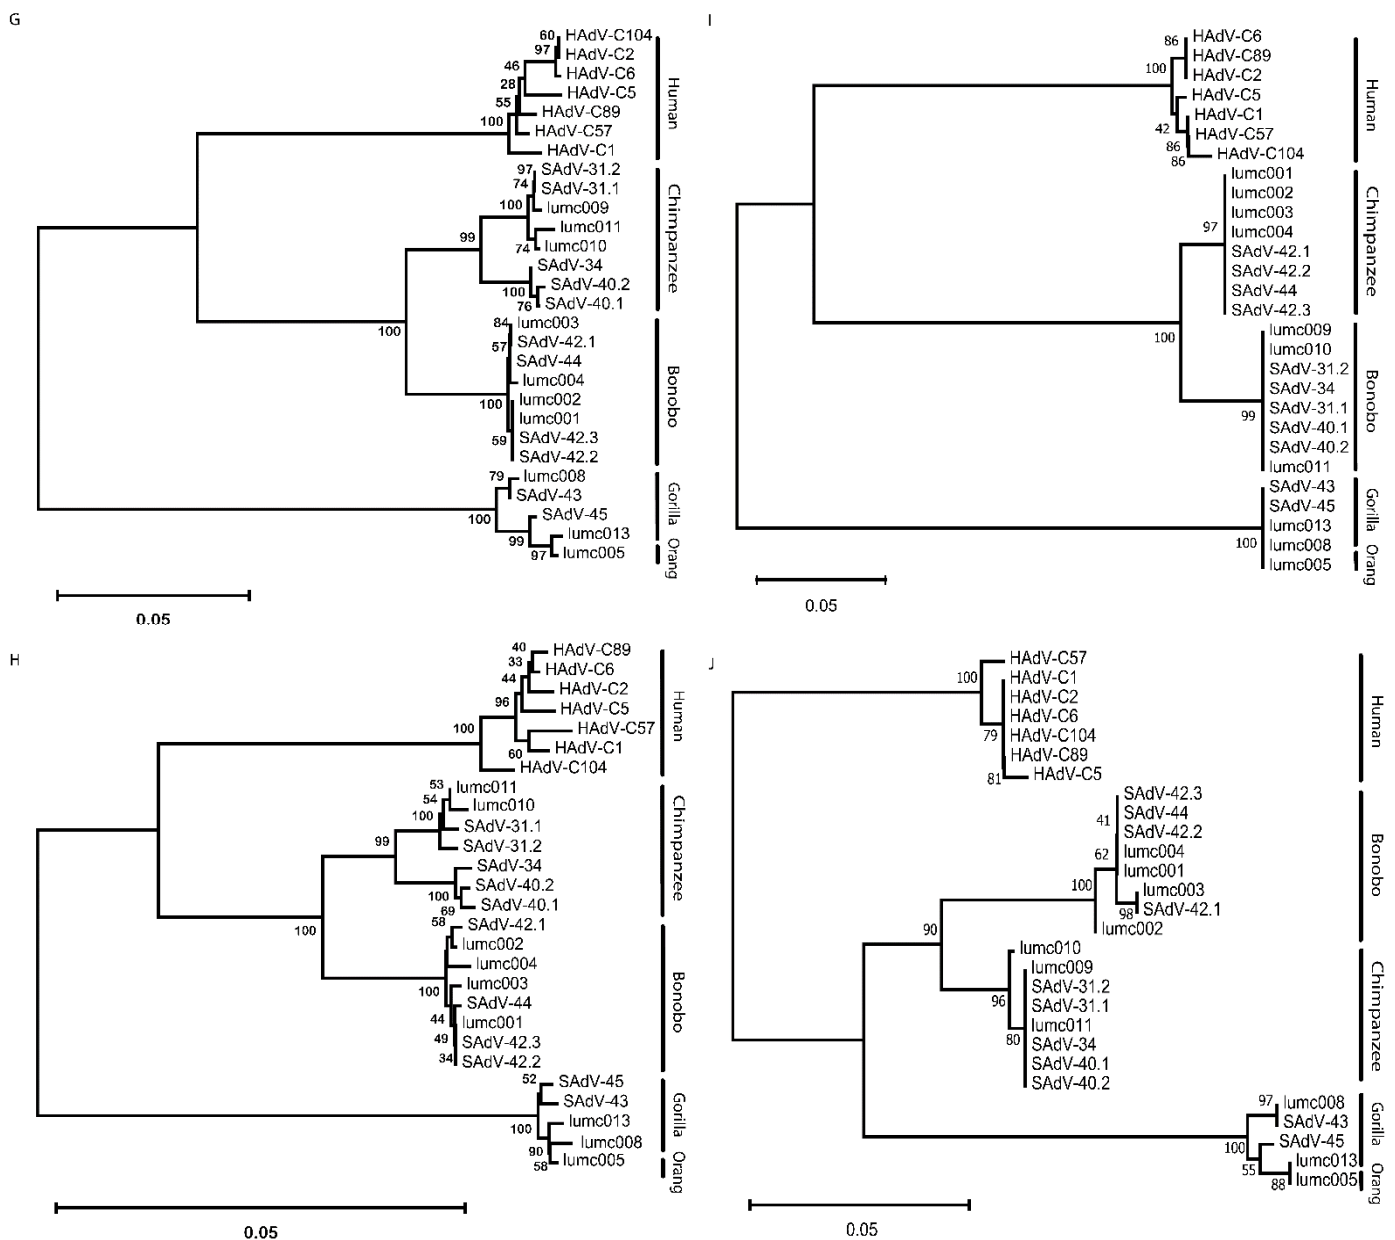 G
60
HAdV-C104
97
HAdV-C2
46
HAdV-C6
28
HAdV-C5
55
HAdV-C89
100
HAdV-C57
HAdV-C1
Human
97
SAdV-31.2
74
SAdV-31.1
100
lumc009
lumc011
74
lumc010
99
SAdV-34
100
SAdV-40.2
76
SAdV-40.1
Chimpanzee
100
84
lumc003
57
SAdV-42.1
SAdV-44
lumc004
100
lumc002
lumc001
59
SAdV-42.3
SAdV-42.2
Bonobo
79
lumc008
SAdV-43
100
SAdV-45
99
lumc013
97
lumc005
Gorilla
Orang
0.05
I
86
HAdV-C6
HAdV-C89
100
HAdV-C2
HAdV-C5
HAdV-C1
42
HAdV-C57
86
86
HAdV-C104
Human
lumc001
lumc002
lumc003
97
lumc004
SAdV-42.1
SAdV-42.2
SAdV-44
SAdV-42.3
Chimpanzee
100
lumc009
lumc010
SAdV-31.2
SAdV-34
SAdV-31.1
99
SAdV-40.1
SAdV-40.2
lumc011
Bonobo
SAdV-43
SAdV-45
lumc013
100
lumc008
lumc005
Gorilla
Orang
0.05
H
40
HAdV-C89
33
HAdV-C6
44
HAdV-C2
96
HAdV-C5
100
HAdV-C57
60
HAdV-C1
HAdV-C104
Human
53
lumc011
54
lumc010
100
SAdV-31.1
99
SAdV-31.2
SAdV-34
100
SAdV-40.2
69
SAdV-40.1
Chimpanzee
100
58
SAdV-42.1
lumc002
lumc004
100
lumc003
SAdV-44
44
lumc001
49
SAdV-42.3
34
SAdV-42.2
Bonobo
52
SAdV-45
SAdV-43
100
lumc013
90
lumc008
58
lumc005
Gorilla
Orang
0.05
J
HAdV-C57
100
HAdV-C1
HAdV-C2
HAdV-C6
79
HAdV-C104
HAdV-C89
81
HAdV-C5
Human
SAdV-42.3
41
SAdV-44
SAdV-42.2
62
lumc004
lumc001
100
lumc003
98
SAdV-42.1
lumc002
Bonobo
90
lumc010
lumc009
96
SAdV-31.2
SAdV-31.1
lumc011
80
SAdV-34
SAdV-40.1
SAdV-40.2
Chimpanzee
97
lumc008
SAdV-43
100
SAdV-45
55
lumc013
88
lumc005
Gorilla
Orang
0.05